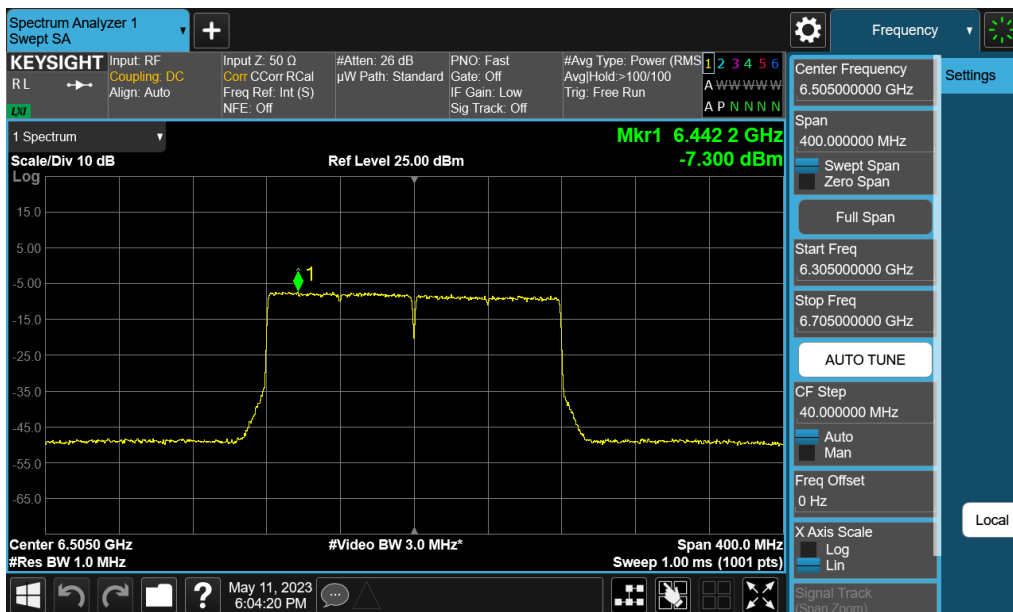 Spectrum Analyzer 1
Swept SA
+
Frequency
KEYSIGHT
RL
LXI
Input: RF
Coupling: DC
Align: Auto
Input Z: 50 Ω
Corr CCorr RCal
Freq Ref: Int (S)
NFE: Off
#Atten: 26 dB
µW Path: Standard
PNO: Fast
Gate: Off
IF Gain: Low
Sig Track: Off
#Avg Type: Power (RMS
Avg|Hold:>100/100
Trig: Free Run
1 2 3 4 5 6
A W W W W W
A P N N N N
1 Spectrum
Mkr1 6.442 2 GHz
-7.300 dBm
Scale/Div 10 dB
Ref Level 25.00 dBm
Log
15.0
5.00
-5.00
-15.0
-25.0
-35.0
-45.0
-55.0
-65.0
1
Center 6.5050 GHz
#Video BW 3.0 MHz*
Span 400.0 MHz
#Res BW 1.0 MHz
Sweep 1.00 ms (1001 pts)
?
May 11, 2023
6:04:20 PM
Center Frequency
6.505000000 GHz
Span
400.000000 MHz
Swept Span
Zero Span
Full Span
Start Freq
6.305000000 GHz
Stop Freq
6.705000000 GHz
AUTO TUNE
CF Step
40.000000 MHz
Auto
Man
Freq Offset
0 Hz
X Axis Scale
Log
Lin
Signal Track
(Span Zoom)
Settings
Local